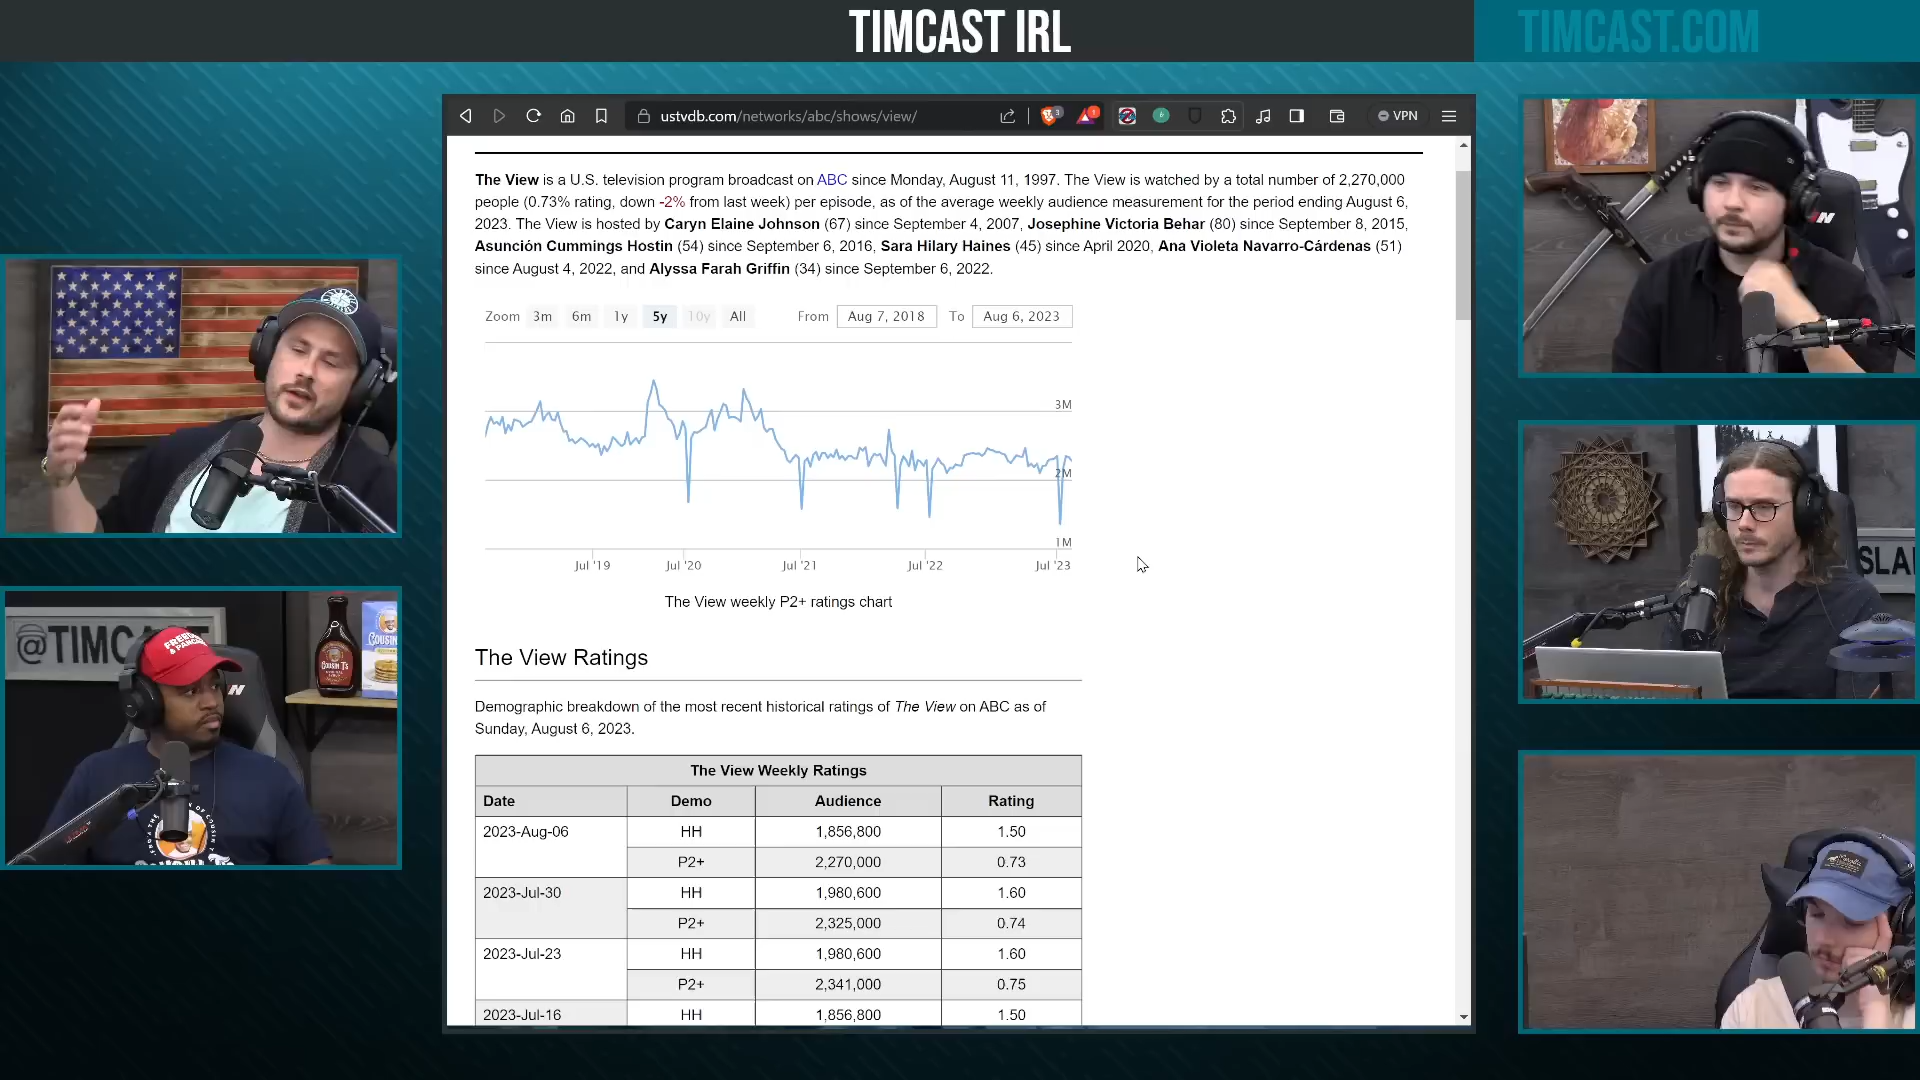 TIMCAST IRL
TIMCAST.COM
ustvdb.com/networks/abc/shows/view/
3
1
VPN
The View is a U.S. television program broadcast on ABC since Monday, August 11, 1997. The View is watched by a total number of 2,270,000
people (0.73% rating, down -2% from last week) per episode, as of the average weekly audience measurement for the period ending August 6,
2023. The View is hosted by Caryn Elaine Johnson (67) since September 4, 2007, Josephine Victoria Behar (80) since September 8, 2015,
Asunción Cummings Hostin (54) since September 6, 2016, Sara Hilary Haines (45) since April 2020, Ana Violeta Navarro-Cárdenas (51)
since August 4, 2022, and Alyssa Farah Griffin (34) since September 6, 2022.
Zoom 3m 6m 1y 5y 10y All From Aug 7, 2018 To Aug 6, 2023
3M
2M
1M
Jul '19 Jul '20 Jul '21 Jul '22 Jul '23
The View weekly P2+ ratings chart
The View Ratings
Demographic breakdown of the most recent historical ratings of The View on ABC as of
Sunday, August 6, 2023.
The View Weekly Ratings
Date Demo Audience Rating
2023-Aug-06 HH 1,856,800 1.50
P2+ 2,270,000 0.73
2023-Jul-30 HH 1,980,600 1.60
P2+ 2,325,000 0.74
2023-Jul-23 HH 1,980,600 1.60
P2+ 2,341,000 0.75
2023-Jul-16 HH 1,856,800 1.50
@TIMCA
COUSIN T'S
COUSIN
SLA